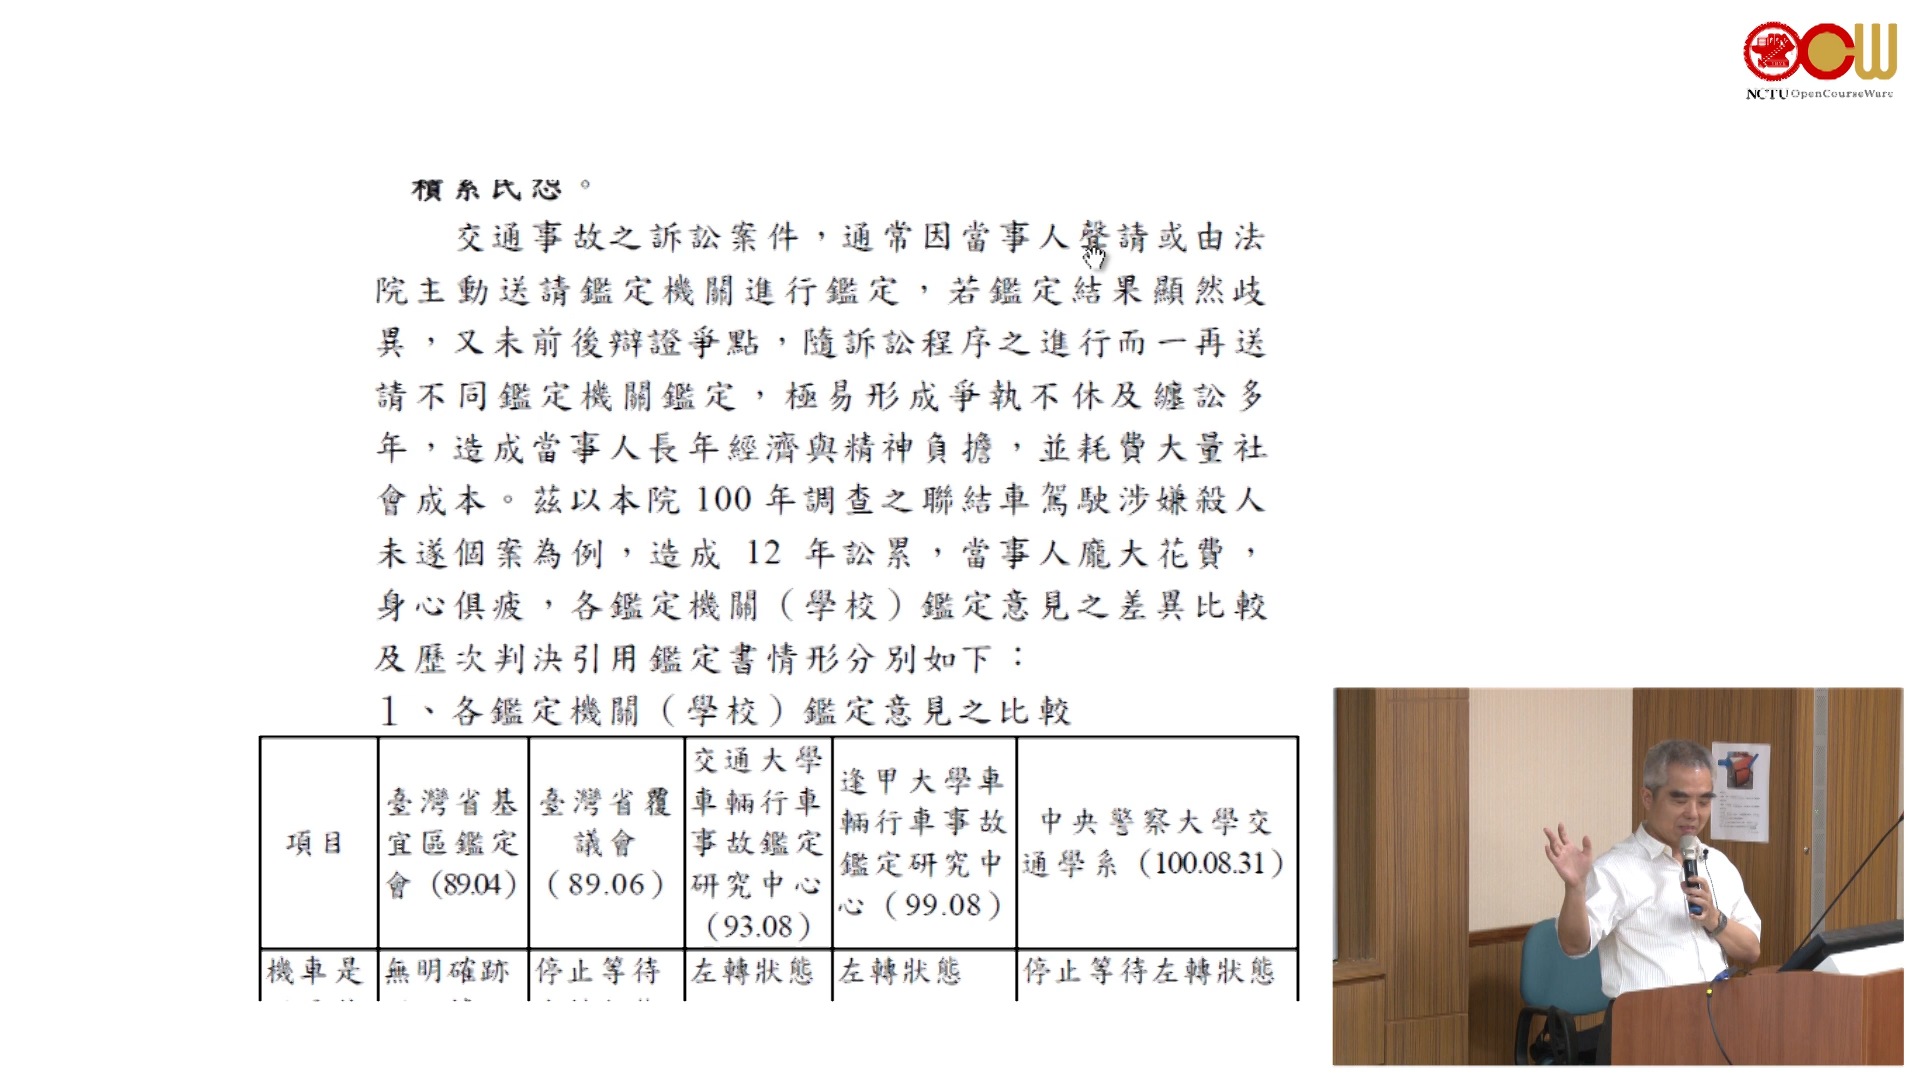 NCTU OpenCourseWare
積累民怨。
交通事故之訴訟案件，通常因當事人聲請或由法
院主動送請鑑定機關進行鑑定，若鑑定結果顯然歧
異，又未前後辯證爭點，隨訴訟程序之進行而一再送
請不同鑑定機關鑑定，極易形成爭執不休及纏訟多
年，造成當事人長年經濟與精神負擔，並耗費大量社
會成本。茲以本院 100 年調查之聯結車駕駛涉嫌殺人
未遂個案為例，造成 12 年訟累，當事人龐大花費，
身心俱疲，各鑑定機關（學校）鑑定意見之差異比較
及歷次判決引用鑑定書情形分別如下：
1、各鑑定機關（學校）鑑定意見之比較
項目
臺灣省基
宜區鑑定
會（89.04）
臺灣省覆
議會
（89.06）
交通大學
車輛行車
事故鑑定
研究中心
（93.08）
逢甲大學車
輛行車事故
鑑定研究中
心（99.08）
中央警察大學交
通學系（100.08.31）
機車是
無明確跡
停止等待
左轉狀態
左轉狀態
停止等待左轉狀態